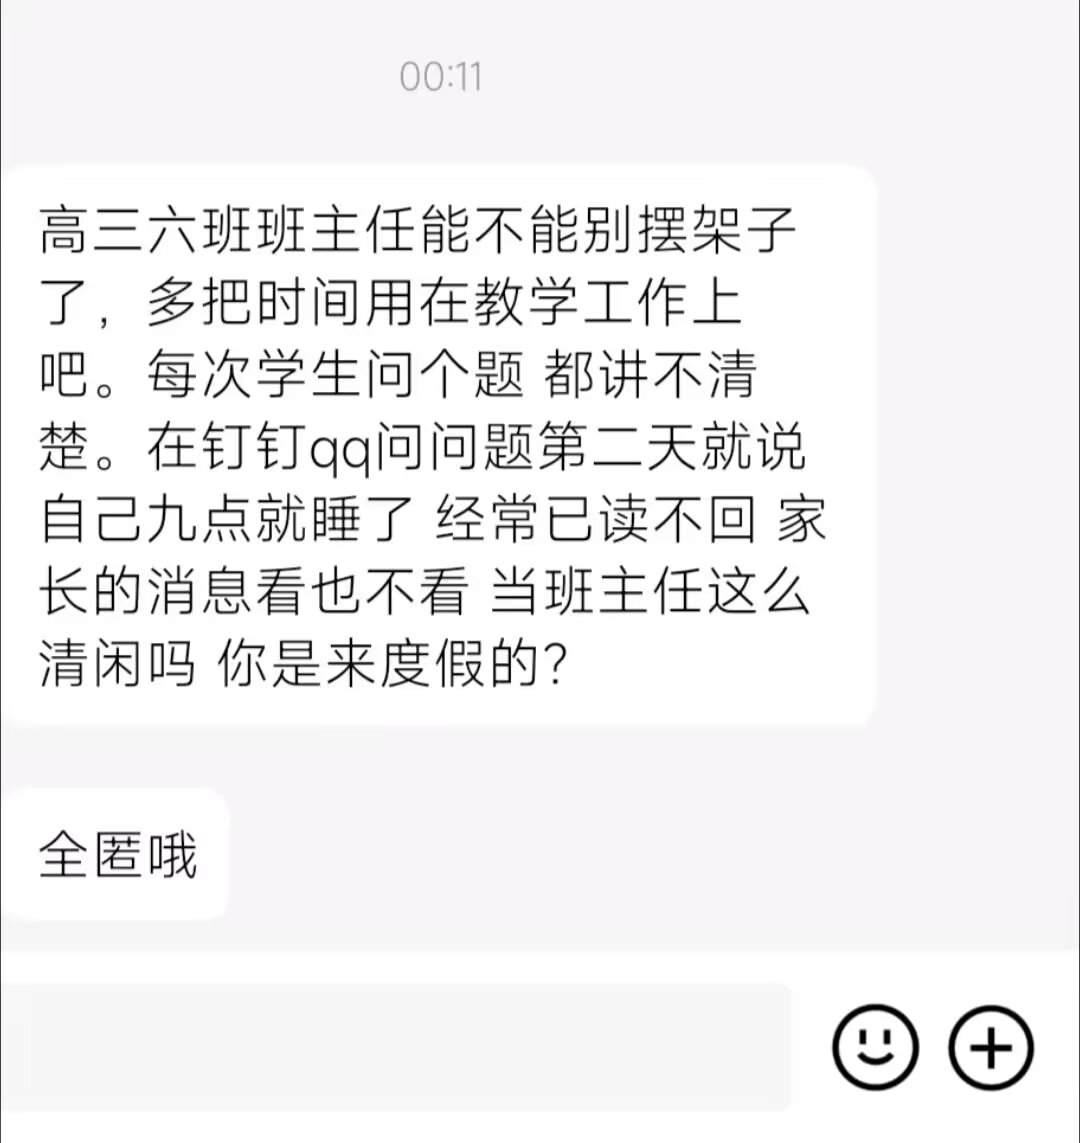 00:11
高三六班班主任能不能别摆架子
了，多把时间用在教学工作上
吧。每次学生问个题 都讲不清
楚。在钉钉qq问问题第二天就说
自己九点就睡了 经常已读不回 家
长的消息看也不看 当班主任这么
清闲吗 你是来度假的?
全匿哦